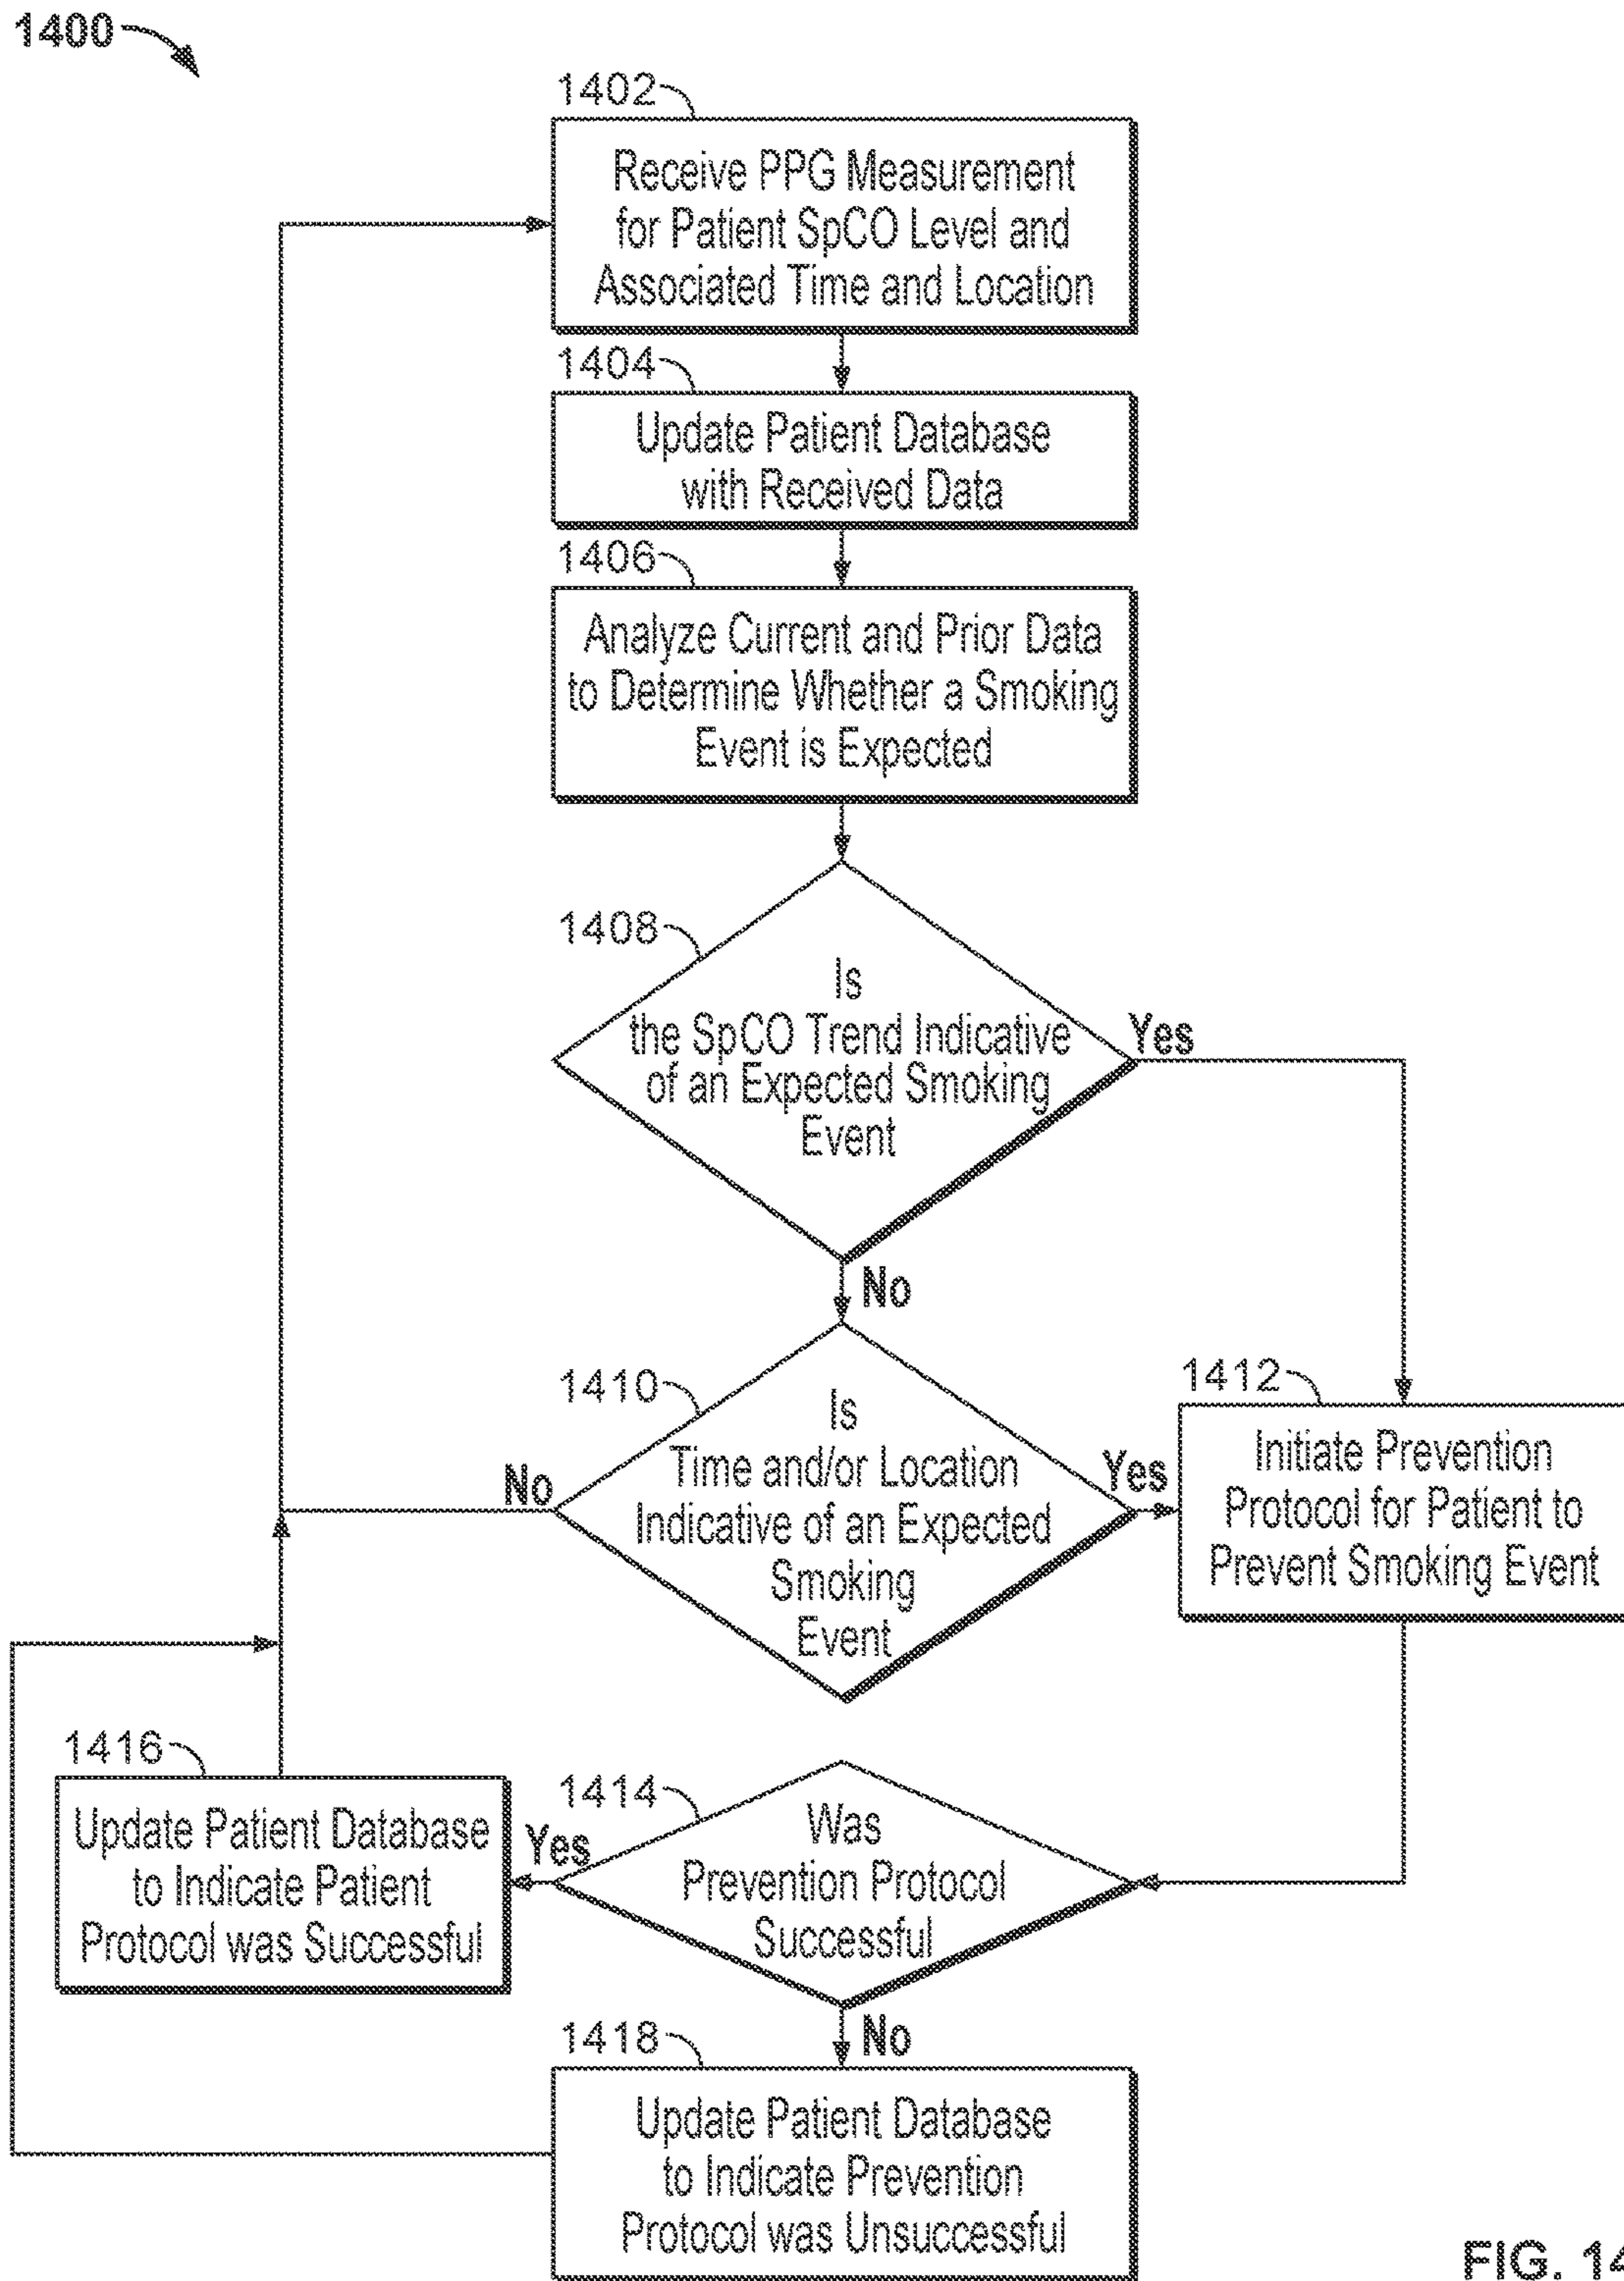 1400
1402
Receive PPG Measurement
for Patient SpCO Level and
Associated Time and Location
1404
Update Patient Database
with Received Data
1406
Analyze Current and Prior Data
to Determine Whether a Smoking
Event is Expected
1408
Is
the SpCO Trend Indicative
of an Expected Smoking
Event
Yes
No
1410
Is
Time and/or Location
Indicative of an Expected
Smoking
Event
No
Yes
1412
Initiate Prevention
Protocol for Patient to
Prevent Smoking Event
1414
Was
Prevention Protocol
Successful
Yes
1416
Update Patient Database
to Indicate Patient
Protocol was Successful
No
1418
Update Patient Database
to Indicate Prevention
Protocol was Unsuccessful
FIG. 14